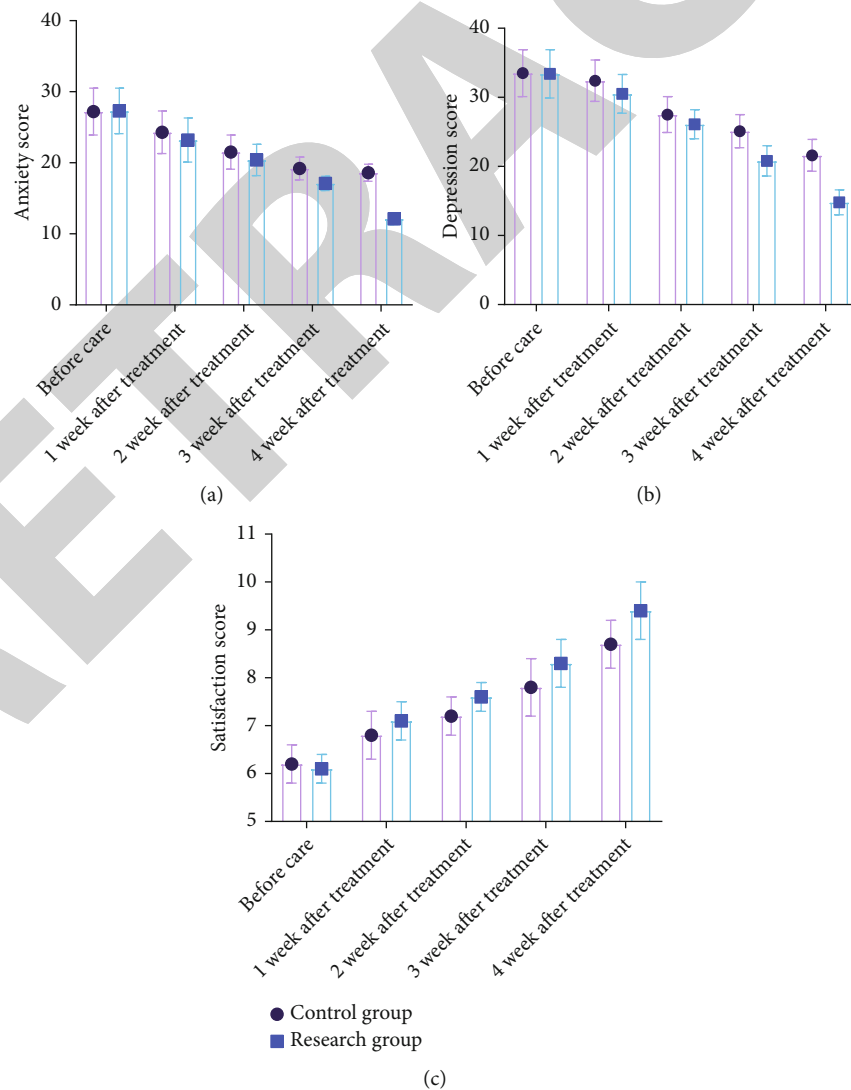 40
30
20
10
0
Anxiety score
Before care
1 week after treatment
2 week after treatment
3 week after treatment
4 week after treatment
(a)
40
30
20
10
0
Depression score
Before care
1 week after treatment
2 week after treatment
3 week after treatment
4 week after treatment
(b)
11
10
9
8
7
6
5
Satisfaction score
Before care
1 week after treatment
2 week after treatment
3 week after treatment
4 week after treatment
Control group
Research group
(c)